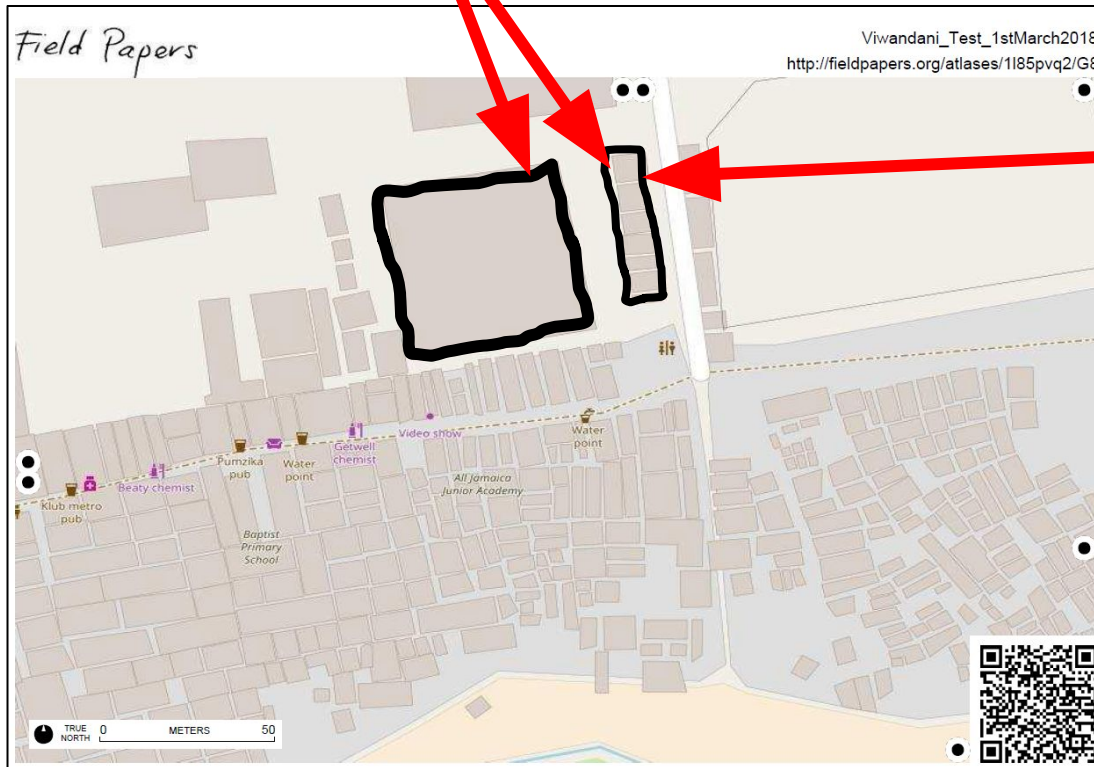 Field Papers
Viwandani_Test_1stMarch2018
http://fieldpapers.org/atlases/1l85pvq2/G8
Video show
Getwell
chemist
Water
point
Pumzika
pub
Water
point
Beaty chemist
Klub metro
pub
All Jamaica
Junior Academy
Baptist
Primary
School
TRUE
NORTH
0 METERS 50